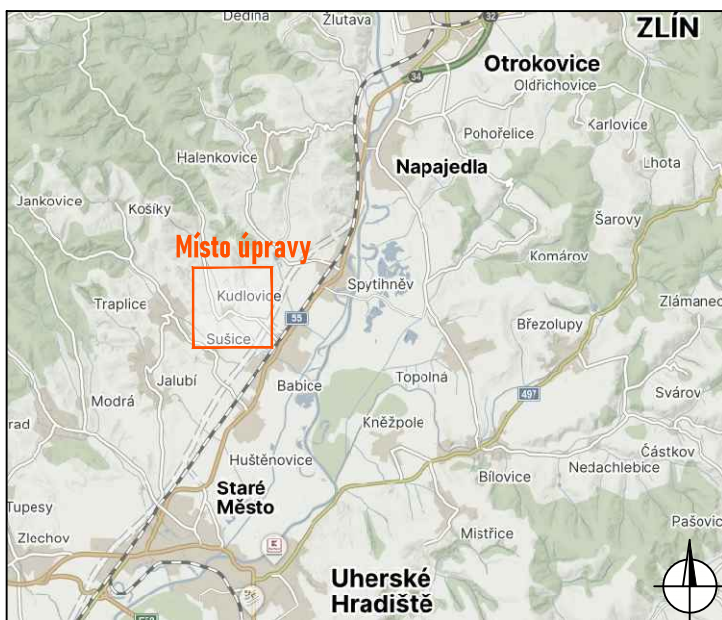 Dědina
Žlutava
32
ZLÍN
Otrokovice
34
Oldřichovice
Pohořelice
Karlovice
Halenkovice
Napajedla
Lhota
Jankovice
Košíky
Šarovy
Místo úpravy
Komárov
Kudlovice
Spytihněv
Traplice
Zlámanec
55
Březolupy
Sušice
Jalubí
Babice
Topolná
497
Svárov
Modrá
Kněžpole
rad
Částkov
Huštěnovice
Nedachlebice
Bílovice
Staré
Město
Tupesy
Pašovic
Zlechov
Mistřice
Uherské
Hradiště